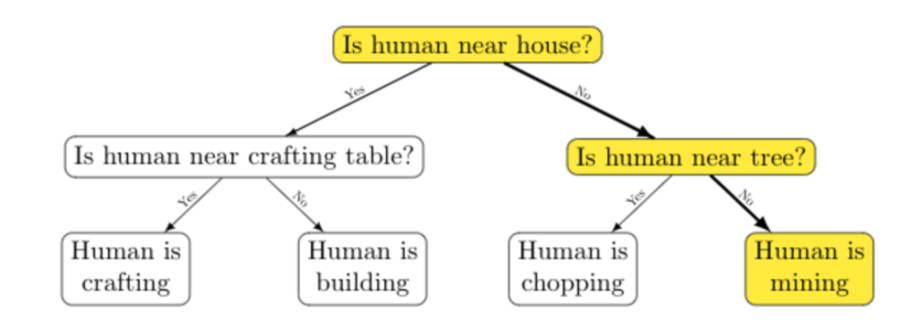 Is human near house?
Yes
No
Is human near crafting table?
Is human near tree?
Yes
No
Yes
No
Human is
crafting
Human is
building
Human is
chopping
Human is
mining